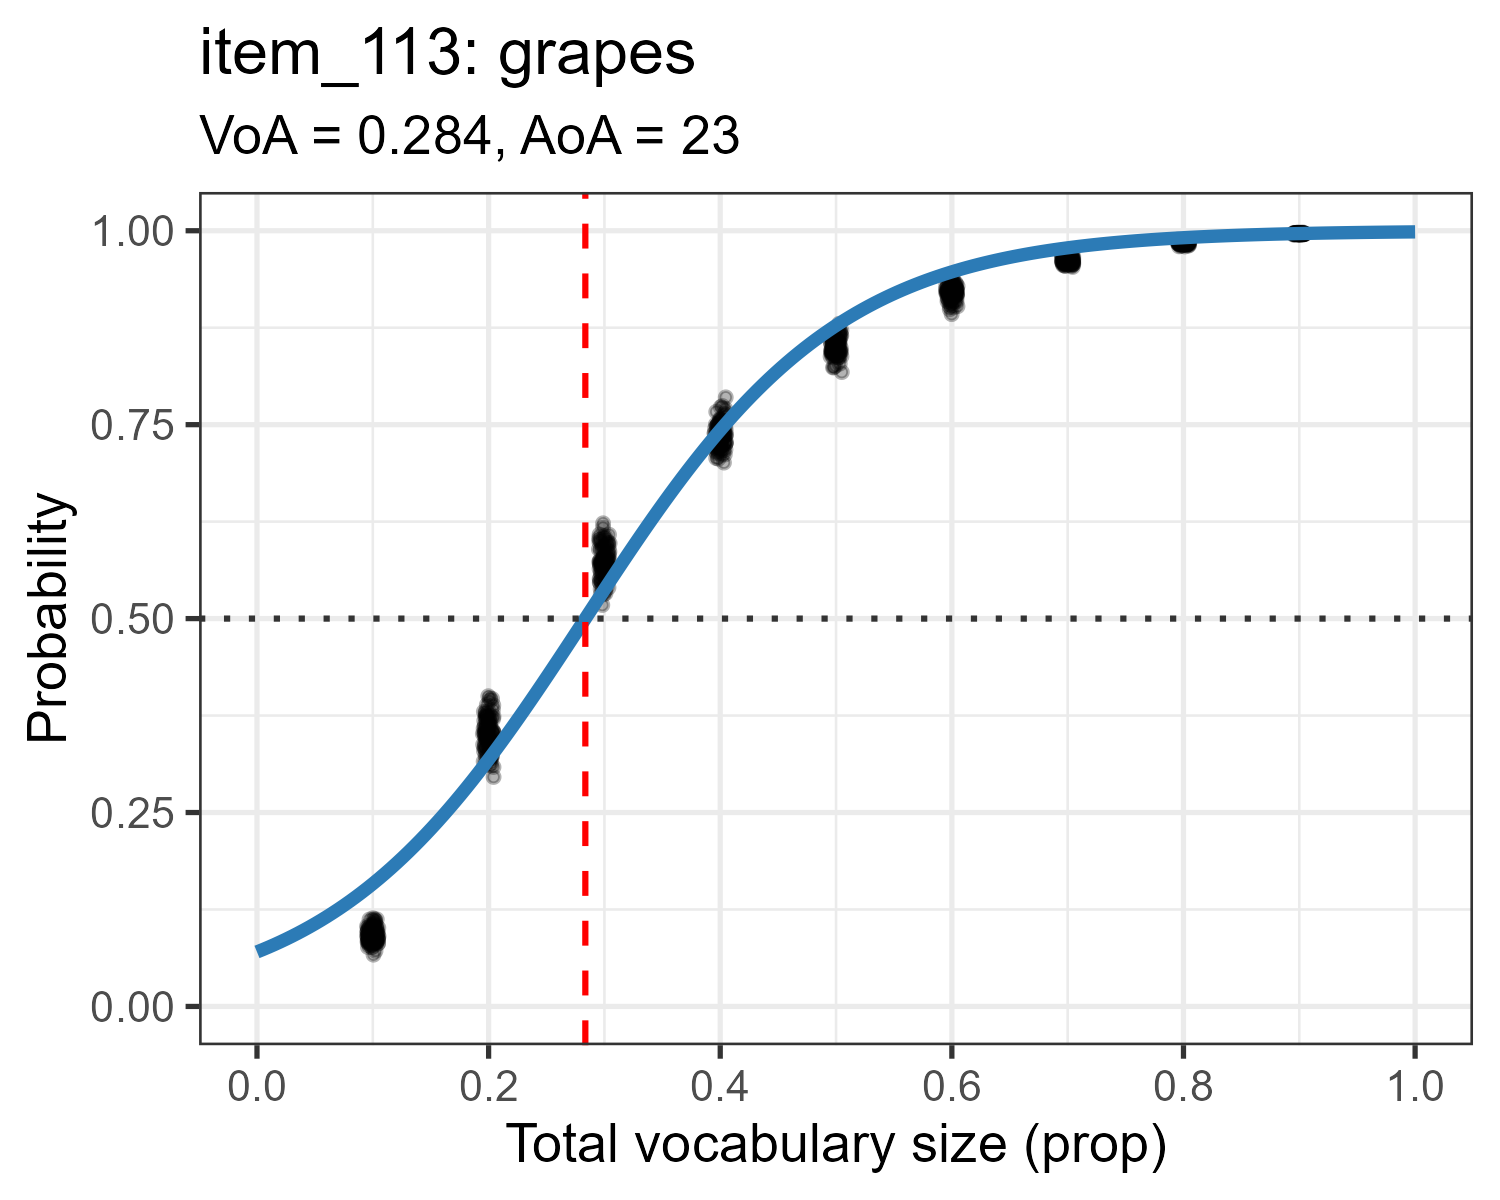 item_113: grapes
VoA = 0.284, AoA = 23
Probability
1.00
0.75
0.50
0.25
0.00
0.0 0.2 0.4 0.6 0.8 1.0
Total vocabulary size (prop)